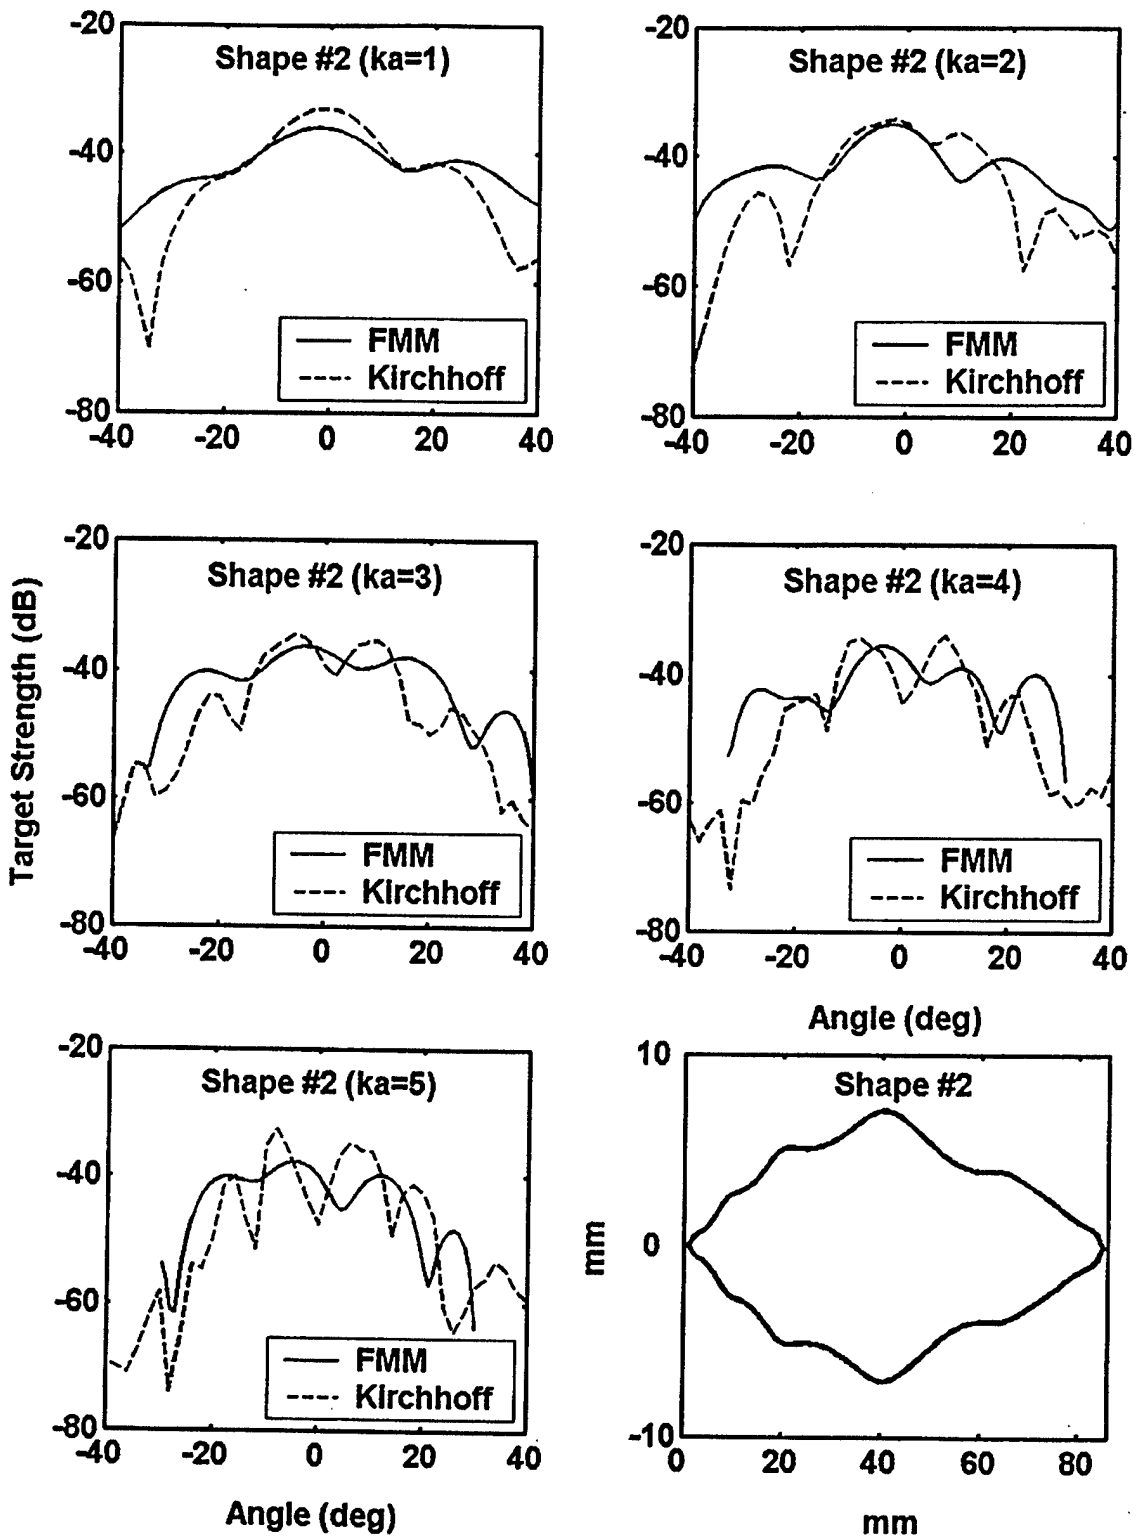 -20
-40
-60
-80
Shape #2 (ka=1)
FMM
Kirchhoff
-40 -20 0 20 40
-20
-40
-60
-80
Shape #2 (ka=2)
FMM
Kirchhoff
-40 -20 0 20 40
Target Strength (dB)
-20
-40
-60
-80
Shape #2 (ka=3)
FMM
Kirchhoff
-40 -20 0 20 40
-20
-40
-60
-80
Shape #2 (ka=4)
FMM
Kirchhoff
-40 -20 0 20 40
Angle (deg)
-20
-40
-60
-80
Shape #2 (ka=5)
FMM
Kirchhoff
-40 -20 0 20 40
Angle (deg)
10
0
-10
mm
Shape #2
0 20 40 60 80
mm